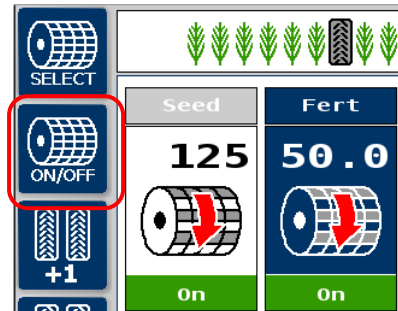 SELECT
ON/OFF
+1
Seed
Fert
125
50.0
On
On